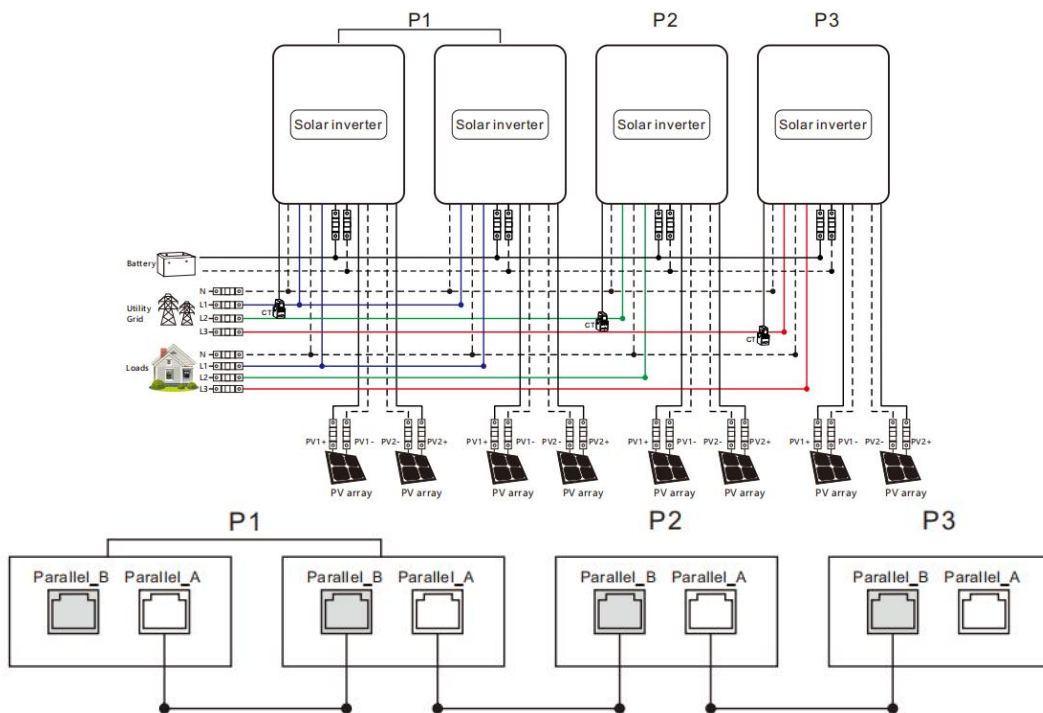 P1 P2 P3
Solar inverter Solar inverter Solar inverter Solar inverter
Battery
N
L1
Utility
Grid
CT
L2
CT
L3
CT
N
L1
Loads
L2
L3
PV1+ PV1- PV2- PV2+ PV1+ PV1- PV2- PV2+ PV1+ PV1- PV2- PV2+ PV1+ PV1- PV2- PV2+
PV array PV array PV array PV array PV array PV array PV array PV array
P1 P2 P3
Parallel_B Parallel_A Parallel_B Parallel_A Parallel_B Parallel_A Parallel_B Parallel_A